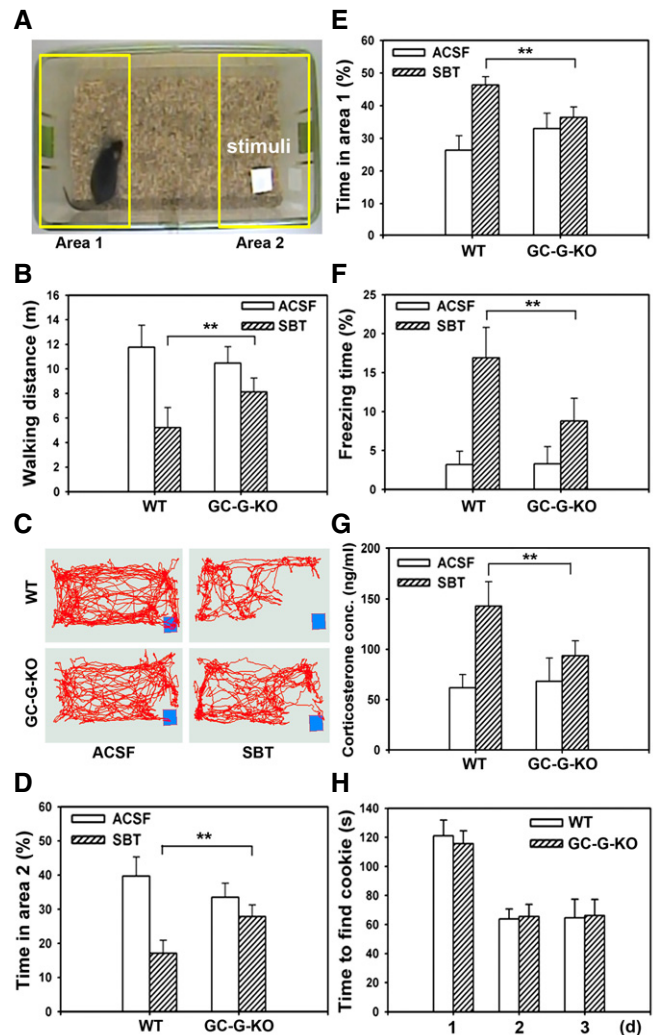 A
stimuli
Area 1
Area 2
B
Walking distance (m)
16
14
12
10
8
6
4
2
0
ACSF
SBT
**
WT
GC-G-KO
C
WT
GC-G-KO
ACSF
SBT
D
Time in area 2 (%)
60
50
40
30
20
10
0
ACSF
SBT
**
WT
GC-G-KO
E
Time in area 1 (%)
60
50
40
30
20
10
0
ACSF
SBT
**
WT
GC-G-KO
F
Freezing time (%)
25
20
15
10
5
0
ACSF
SBT
**
WT
GC-G-KO
G
Corticosterone conc. (ng/ml)
200
150
100
50
0
ACSF
SBT
**
WT
GC-G-KO
H
Time to find cookie (s)
140
120
100
80
60
40
20
0
WT
GC-G-KO
1 2 3 (d)